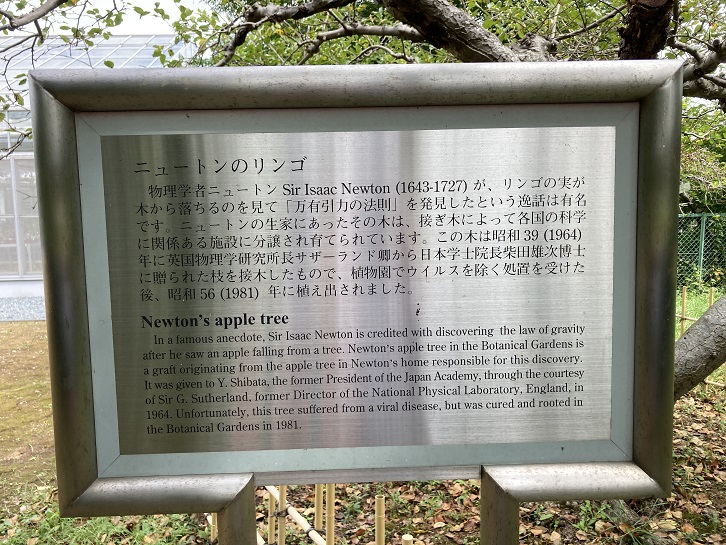 ニュートンのリンゴ
物理学者ニュートン Sir Isaac Newton (1643-1727) が、リンゴの実が
木から落ちるのを見て「万有引力の法則」を発見したという逸話は有名
です。ニュートンの生家にあったその木は、接ぎ木によって各国の科学
に関係ある施設に分譲され育てられています。この木は昭和 39 (1964)
年に英国物理学研究所長サザーランド卿から日本学士院長柴田雄次博士
に贈られた枝を接木したもので、植物園でウイルスを除く処置を受けた
後、昭和 56 (1981) 年に植え出されました。
Newton's apple tree
In a famous anecdote, Sir Isaac Newton is credited with discovering the law of gravity
after he saw an apple falling from a tree. Newton's apple tree in the Botanical Gardens is
a graft originating from the apple tree in Newton's home responsible for this discovery.
It was given to Y. Shibata, the former President of the Japan Academy, through the courtesy
of Sir G. Sutherland, former Director of the National Physical Laboratory, England, in
1964. Unfortunately, this tree suffered from a viral disease, but was cured and rooted in
the Botanical Gardens in 1981.